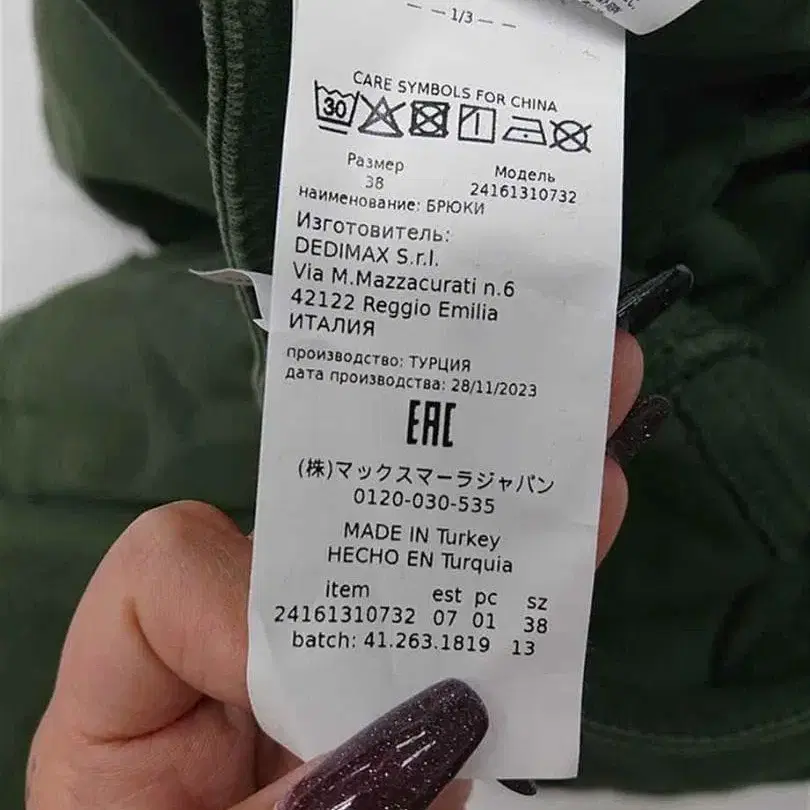 1/3
CARE SYMBOLS FOR CHINA
30
Размер Модель
38 24161310732
наименование: БРЮКИ
Изготовитель:
DEDIMAX S.r.l.
Via M.Mazzacurati n.6
42122 Reggio Emilia
ИТАЛИЯ
производство: ТУРЦИЯ
дата производства: 28/11/2023
EAC
(株)マックスマーラジャパン
0120-030-535
MADE IN Turkey
HECHO EN Turquia
item est pc sz
24161310732 07 01 38
batch: 41.263.1819 13